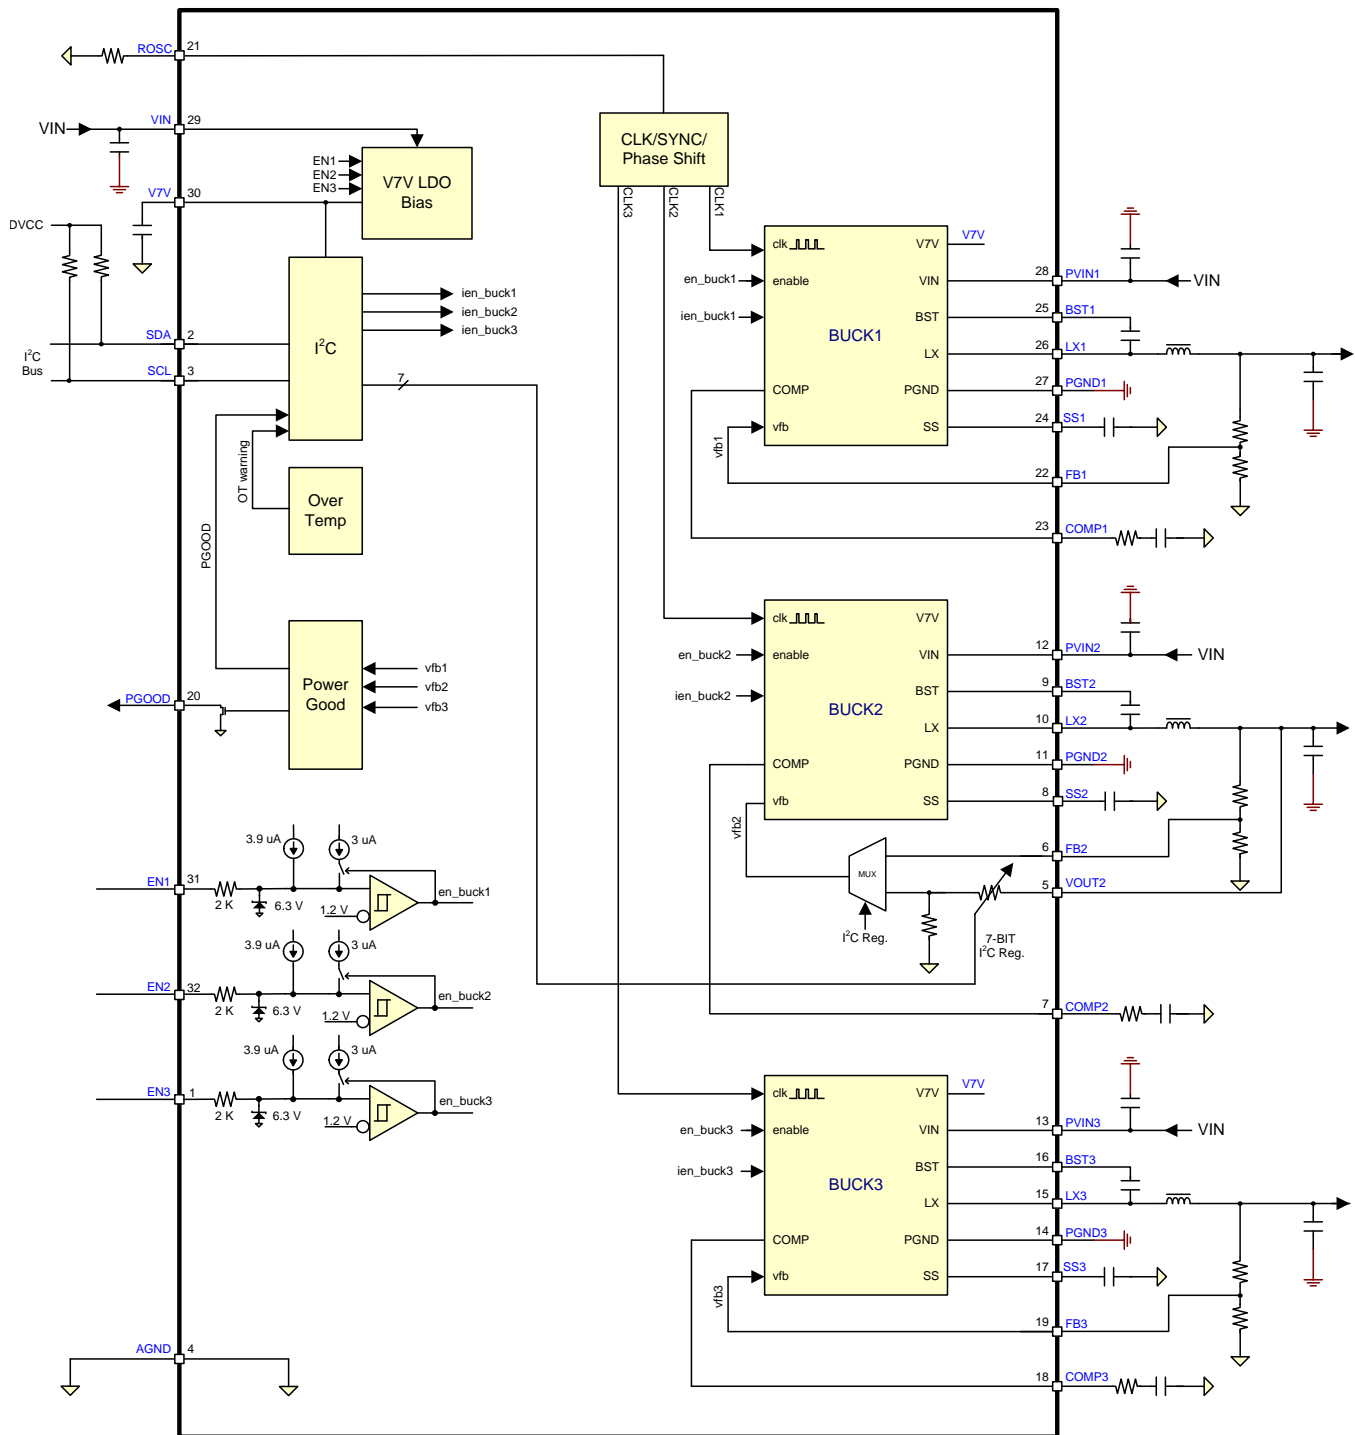 ROSC
21
VIN
VIN
29
V7V
30
DVCC
SDA
2
I²C
Bus
SCL
3
EN1
EN2
EN3
V7V LDO
Bias
I²C
ien_buck1
ien_buck2
ien_buck3
7
OT warning
PGOOD
Over
Temp
Power
Good
vfb1
vfb2
vfb3
PGOOD
20
3.9 uA
3 uA
EN1
31
2 K
6.3 V
1.2 V
en_buck1
3.9 uA
3 uA
EN2
32
2 K
6.3 V
1.2 V
en_buck2
3.9 uA
3 uA
EN3
1
2 K
6.3 V
1.2 V
en_buck3
AGND
4
CLK/SYNC/
Phase Shift
CLK3
CLK2
CLK1
clk
V7V
V7V
en_buck1
enable
VIN
28
PVIN1
VIN
ien_buck1
BST
25
BST1
BUCK1
LX
26
LX1
COMP
PGND
27
PGND1
vfb
SS
24
SS1
vfb1
22
FB1
23
COMP1
clk
V7V
en_buck2
enable
VIN
12
PVIN2
VIN
ien_buck2
BST
9
BST2
BUCK2
LX
10
LX2
COMP
PGND
11
PGND2
vfb
SS
8
SS2
vfb2
6
FB2
MUX
5
VOUT2
I²C Reg.
7-BIT
I²C Reg.
7
COMP2
clk
V7V
V7V
en_buck3
enable
VIN
13
PVIN3
VIN
ien_buck3
BST
16
BST3
BUCK3
LX
15
LX3
COMP
PGND
14
PGND3
vfb
SS
17
SS3
vfb3
19
FB3
18
COMP3